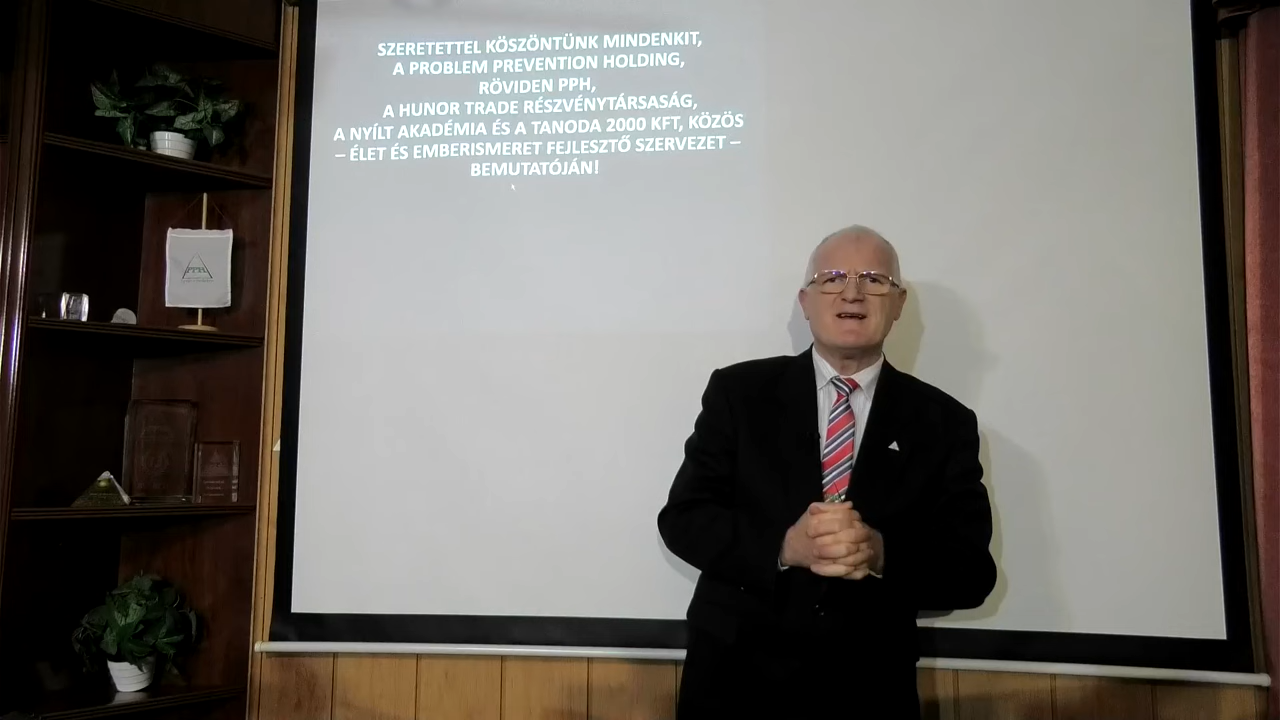 SZERETETTEL KÖSZÖNTÜNK MINDENKIT,
A PROBLEM PREVENTION HOLDING,
RÖVIDEN PPH,
A HUNOR TRADE RÉSZVÉNYTÁRSASÁG,
A NYÍLT AKADÉMIA ÉS A TANODA 2000 KFT, KÖZÖS
– ÉLET ÉS EMBERISMERET FEJLESZTŐ SZERVEZET –
BEMUTATÓJÁN!